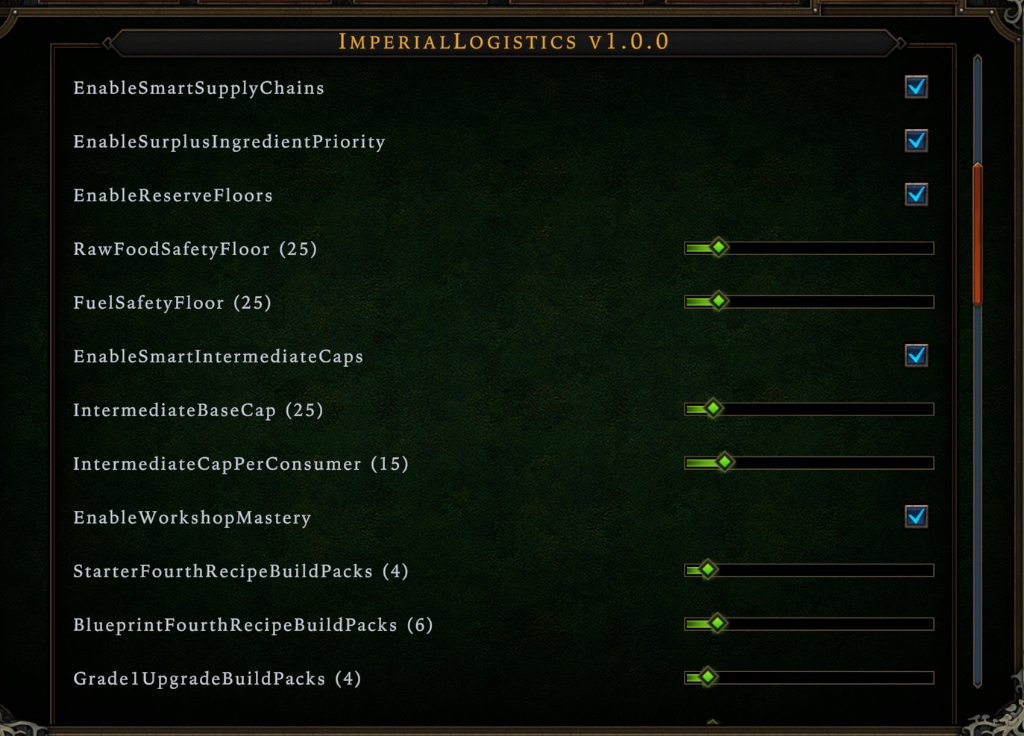 ImperialLogistics v1.0.0
EnableSmartSupplyChains
EnableSurplusIngredientPriority
EnableReserveFloors
RawFoodSafetyFloor (25)
FuelSafetyFloor (25)
EnableSmartIntermediateCaps
IntermediateBaseCap (25)
IntermediateCapPerConsumer (15)
EnableWorkshopMastery
StarterFourthRecipeBuildPacks (4)
BlueprintFourthRecipeBuildPacks (6)
Grade1UpgradeBuildPacks (4)